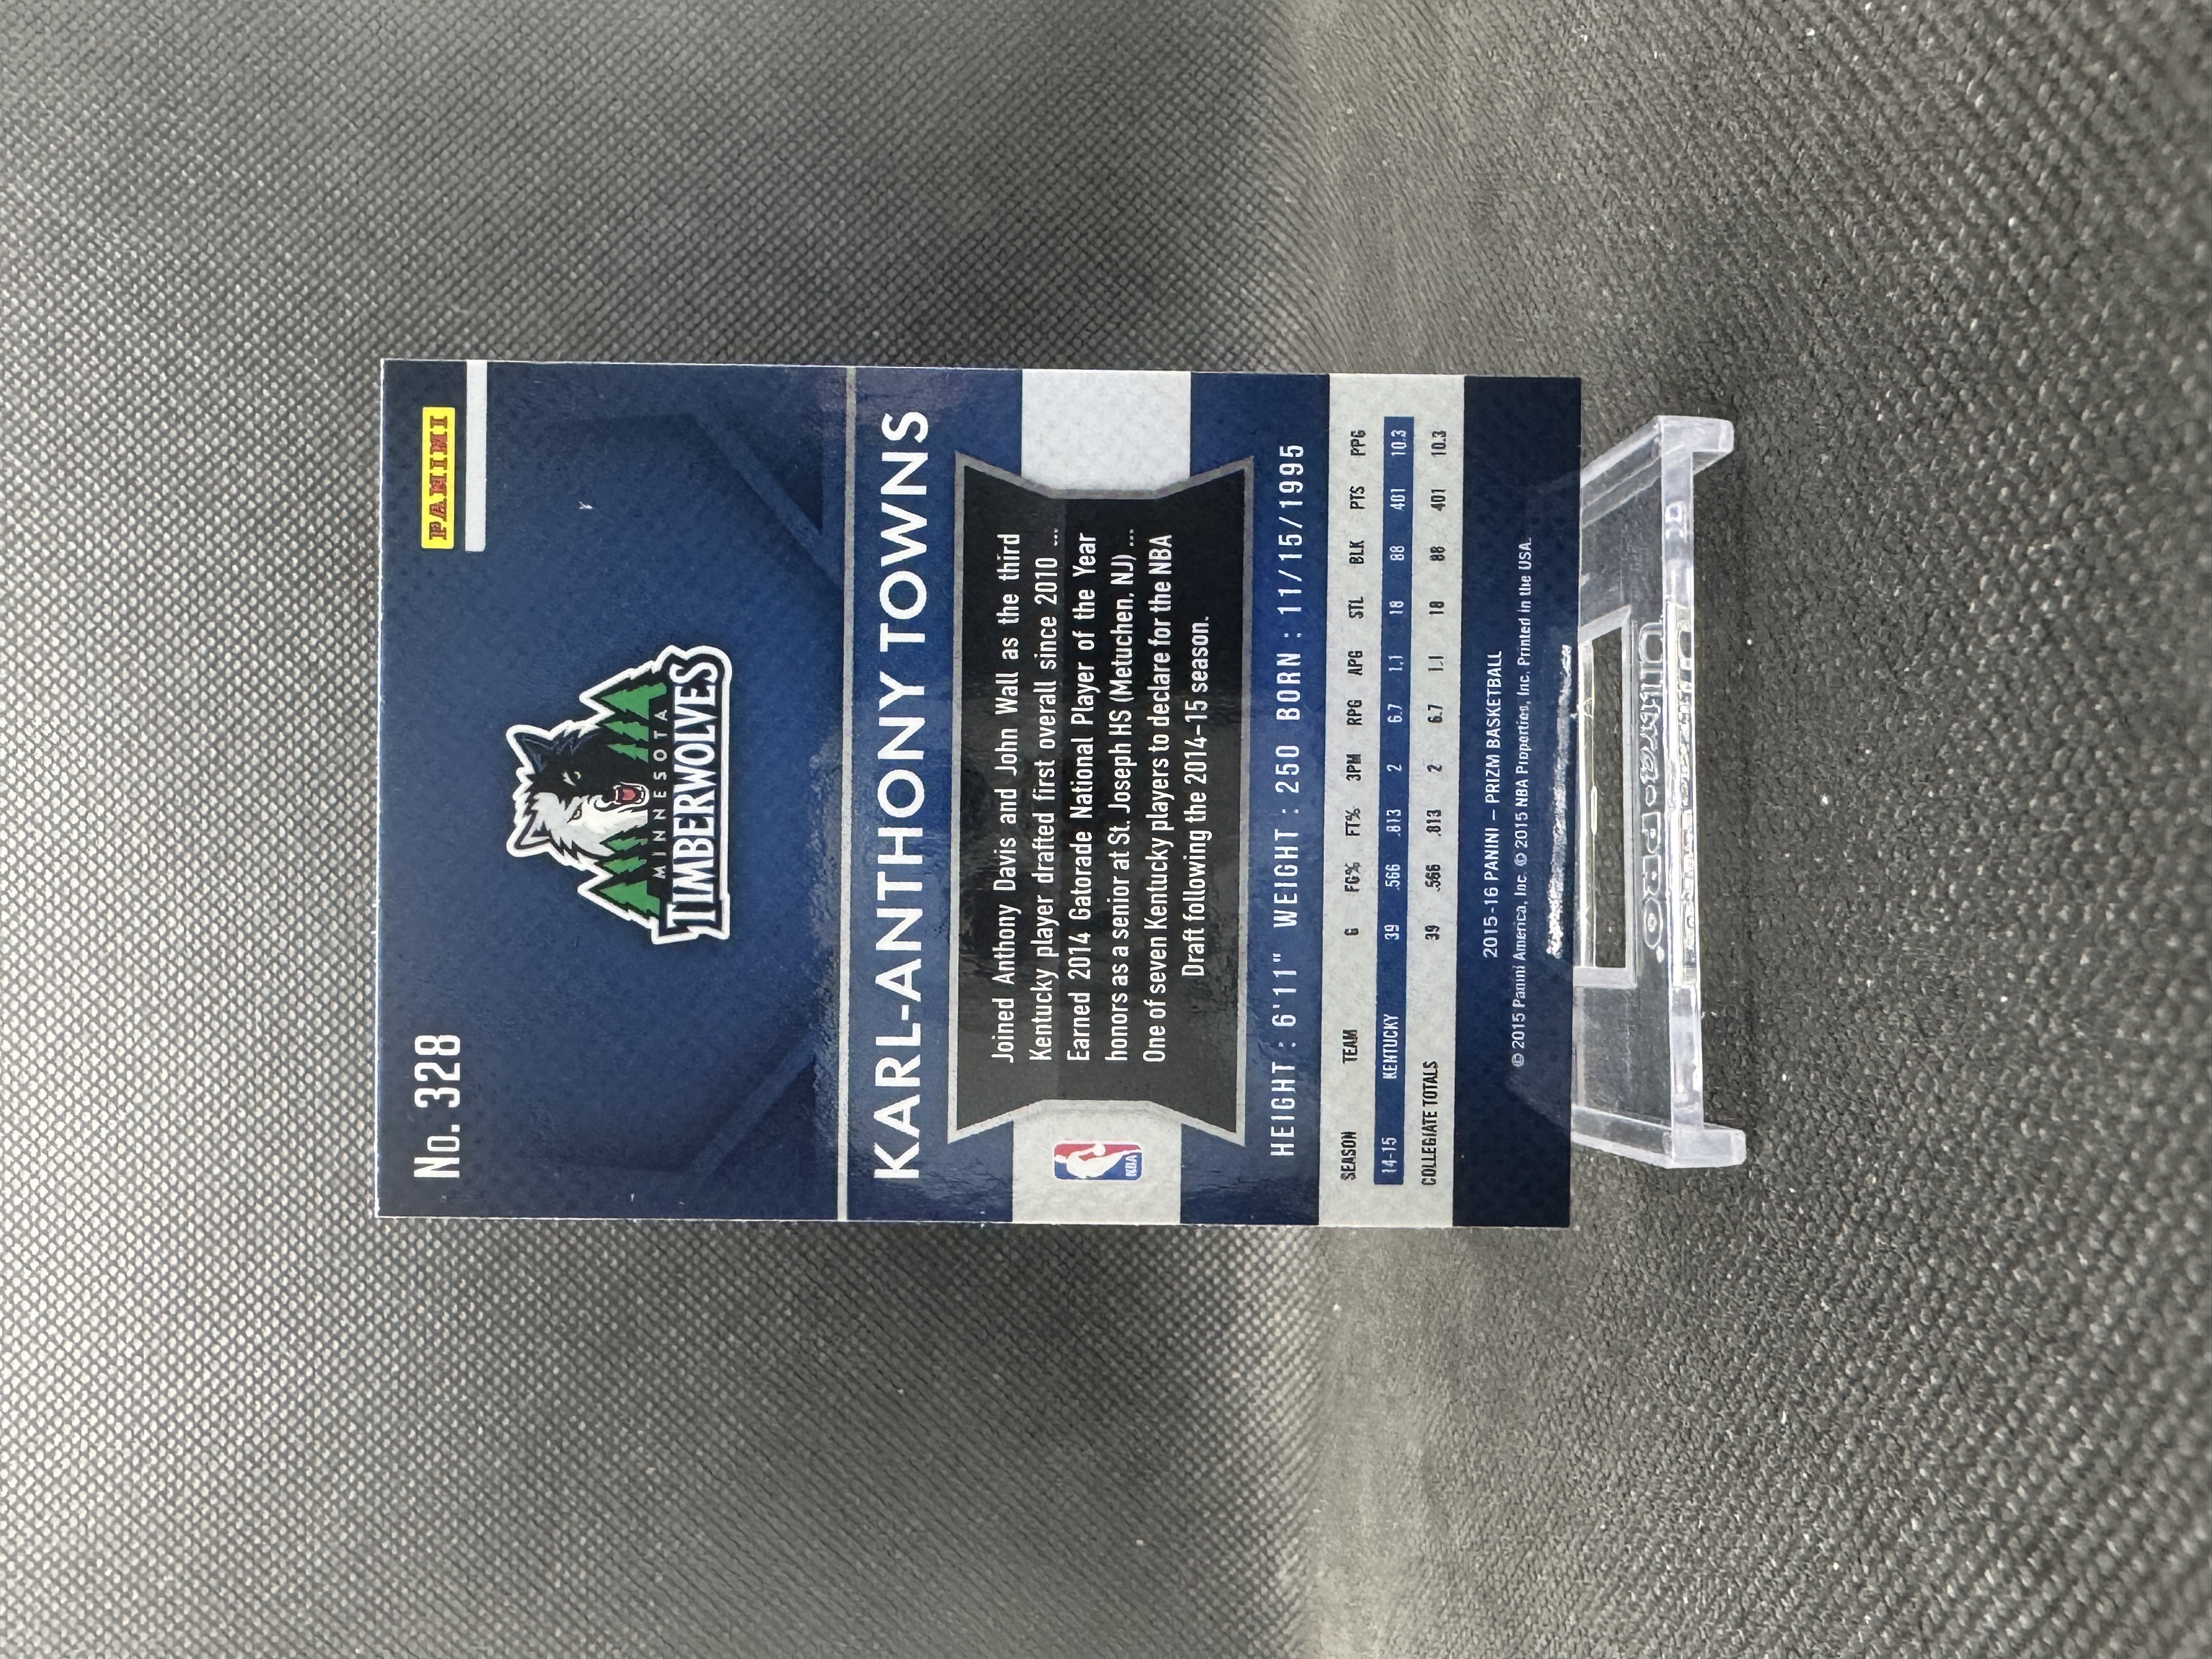 No. 328
PANINI
MINNESOTA
TIMBERWOLVES
KARL-ANTHONY TOWNS
Joined Anthony Davis and John Wall as the third
Kentucky player drafted first overall since 2010 ...
Earned 2014 Gatorade National Player of the Year
honors as a senior at St. Joseph HS (Metuchen, NJ) ...
One of seven Kentucky players to declare for the NBA
Draft following the 2014–15 season.
NBA
HEIGHT : 6'11" WEIGHT : 250 BORN : 11/15/1995
SEASON TEAM G FG% FT% 3PM RPG APG STL BLK PTS PPG
14-15 KENTUCKY 39 .566 .813 2 6.7 1.1 18 88 401 10.3
COLLEGIATE TOTALS 39 .566 .813 2 6.7 1.1 18 88 401 10.3
2015-16 PANINI – PRIZM BASKETBALL
© 2015 Panini America, Inc. © 2015 NBA Properties, Inc. Printed in the USA.
ULTRA PRO